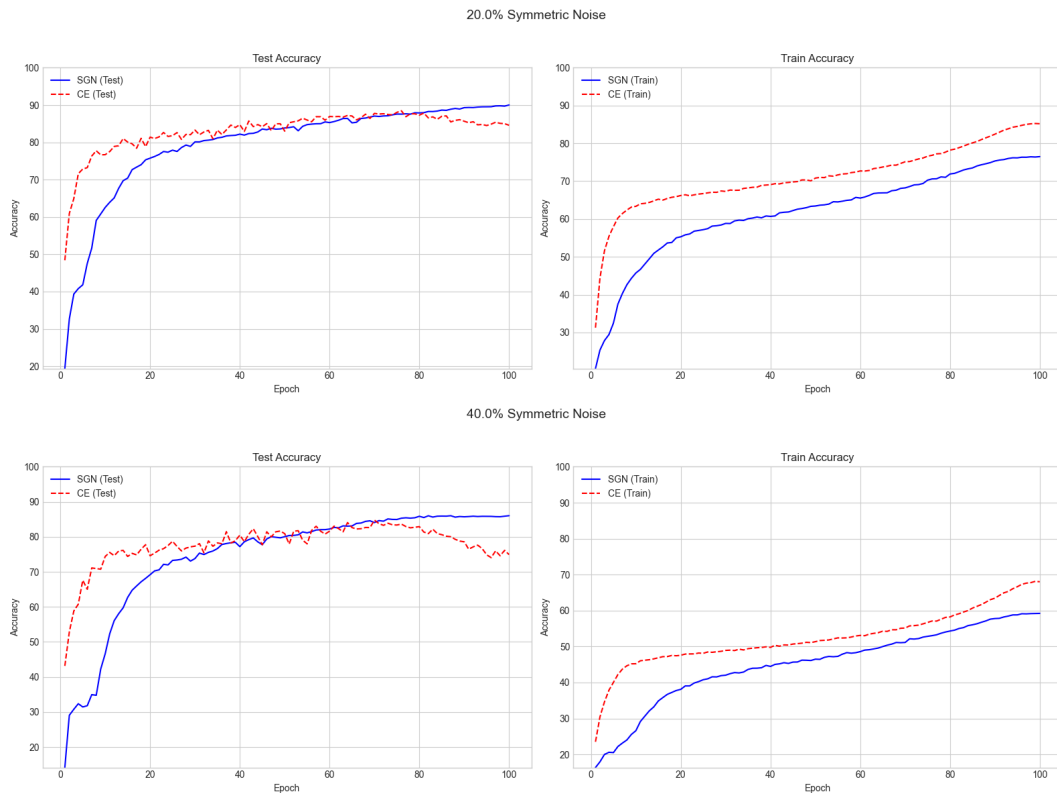 20.0% Symmetric Noise
Test Accuracy
100
90
80
70
60
50
40
30
20
Accuracy
SGN (Test)
CE (Test)
0
20
40
60
80
100
Epoch
Train Accuracy
100
90
80
70
60
50
40
30
Accuracy
SGN (Train)
CE (Train)
0
20
40
60
80
100
Epoch
40.0% Symmetric Noise
Test Accuracy
100
90
80
70
60
50
40
30
20
Accuracy
SGN (Test)
CE (Test)
0
20
40
60
80
100
Epoch
Train Accuracy
100
90
80
70
60
50
40
30
20
Accuracy
SGN (Train)
CE (Train)
0
20
40
60
80
100
Epoch